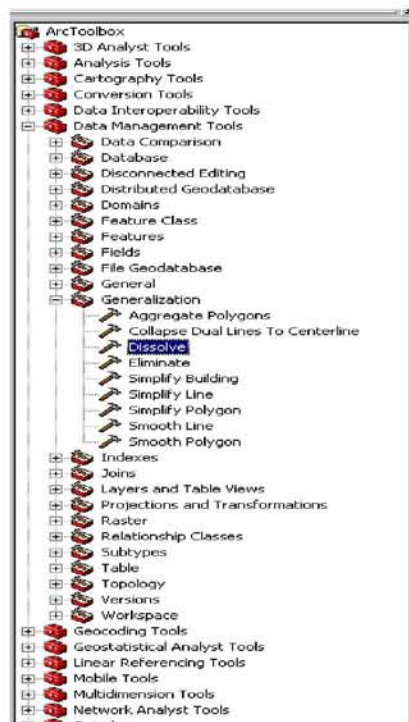 ArcToolbox
3D Analyst Tools
Analysis Tools
Cartography Tools
Conversion Tools
Data Interoperability Tools
Data Management Tools
Data Comparison
Database
Disconnected Editing
Distributed Geodatabase
Domains
Feature Class
Features
Fields
File Geodatabase
General
Generalization
Aggregate Polygons
Collapse Dual Lines To Centerline
Dissolve
Eliminate
Simplify Building
Simplify Line
Simplify Polygon
Smooth Line
Smooth Polygon
Indexes
Joins
Layers and Table Views
Projections and Transformations
Raster
Relationship Classes
Subtypes
Table
Topology
Versions
Workspace
Geocoding Tools
Geostatistical Analyst Tools
Linear Referencing Tools
Mobile Tools
Multidimension Tools
Network Analyst Tools